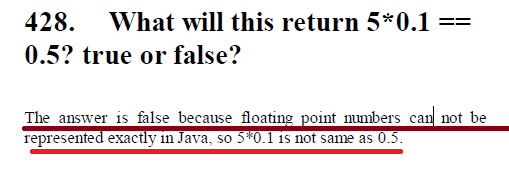 428. What will this return 5*0.1 ==
0.5? true or false?
The answer is false because floating point numbers can not be
represented exactly in Java, so 5*0.1 is not same as 0.5.